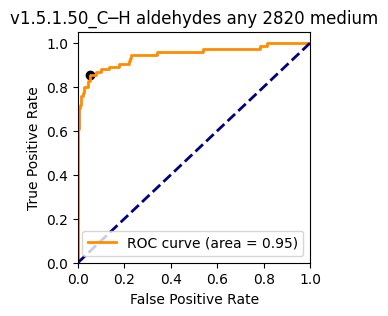 v1.5.1.50_C─H aldehydes any 2820 medium
1.0
0.8
0.6
0.4
0.2
0.0
True Positive Rate
ROC curve (area = 0.95)
0.0 0.2 0.4 0.6 0.8 1.0
False Positive Rate